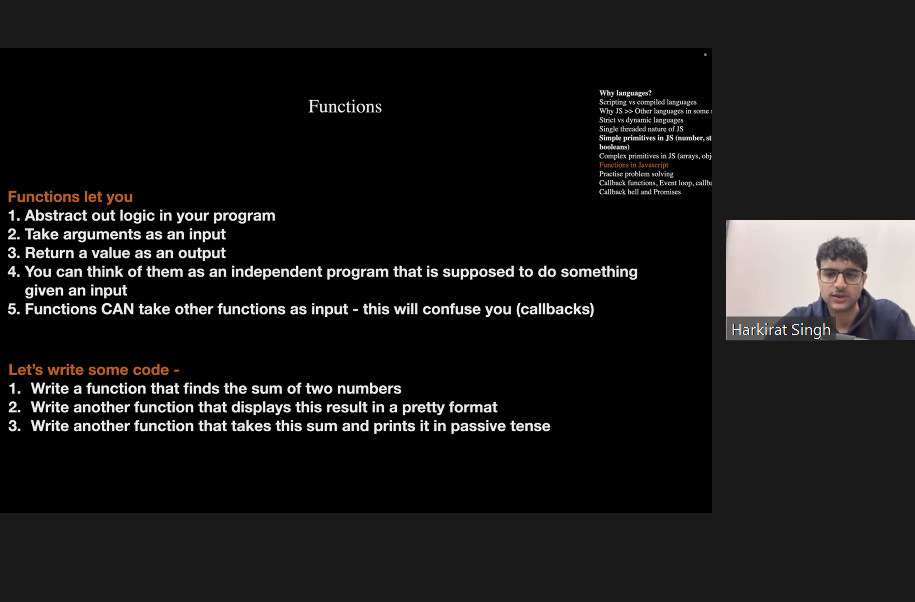 Functions
Why languages?
Scripting vs compiled languages
Why JS >> Other languages in some
Strict vs dynamic languages
Single threaded nature of JS
Simple primitives in JS (number, st
booleans)
Complex primitives in JS (arrays, obj
Functions in Javascript
Practise problem solving
Callback functions, Event loop, callba
Callback hell and Promises
Functions let you
1. Abstract out logic in your program
2. Take arguments as an input
3. Return a value as an output
4. You can think of them as an independent program that is supposed to do something
given an input
5. Functions CAN take other functions as input - this will confuse you (callbacks)
Let's write some code -
1. Write a function that finds the sum of two numbers
2. Write another function that displays this result in a pretty format
3. Write another function that takes this sum and prints it in passive tense
Harkirat Singh